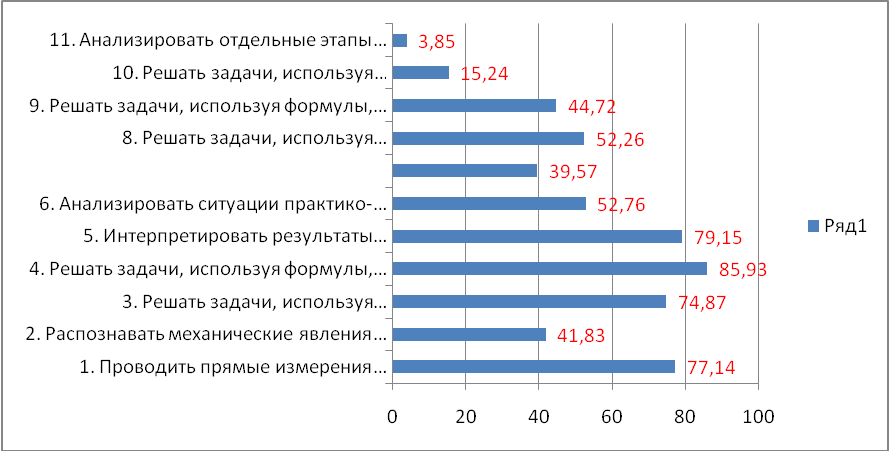 11. Анализировать отдельные этапы... 3,85
10. Решать задачи, используя... 15,24
9. Решать задачи, используя формулы,... 44,72
8. Решать задачи, используя... 52,26
39,57
6. Анализировать ситуации практико-... 52,76
5. Интерпретировать результаты... 79,15
4. Решать задачи, используя формулы,... 85,93
3. Решать задачи, используя... 74,87
2. Распознавать механические явления... 41,83
1. Проводить прямые измерения... 77,14
0 20 40 60 80 100
Ряд1